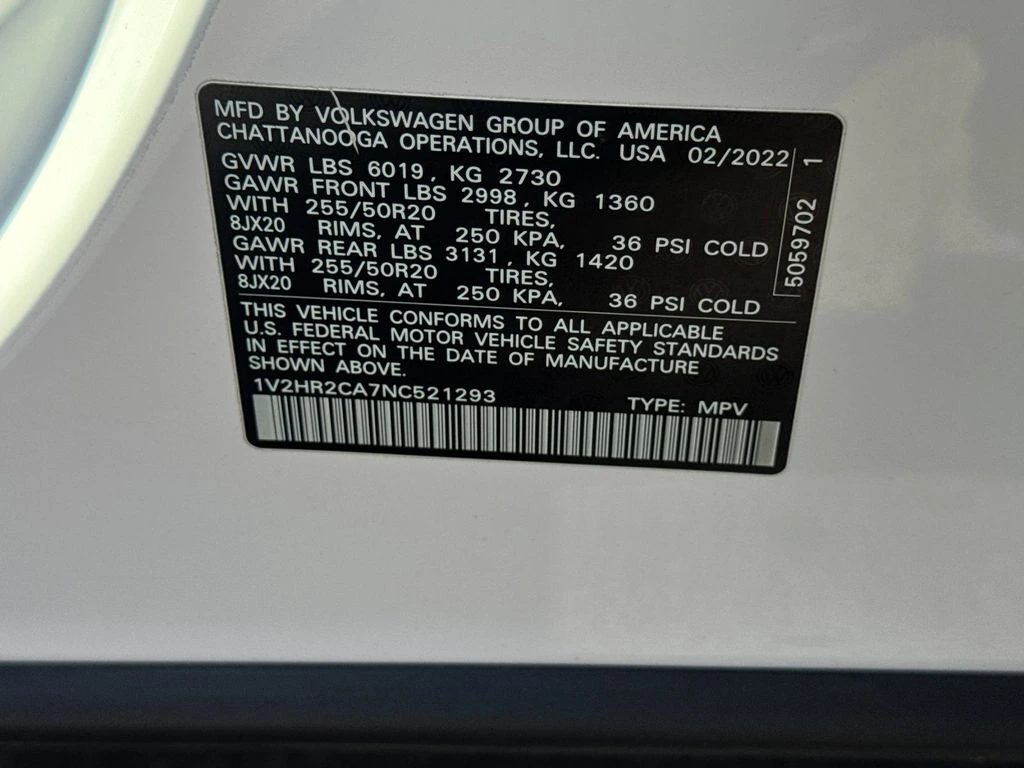 MFD BY VOLKSWAGEN GROUP OF AMERICA
CHATTANOOGA OPERATIONS, LLC. USA 02/2022
GVWR LBS 6019, KG 2730
GAWR FRONT LBS 2998, KG 1360
WITH 255/50R20 TIRES,
8JX20 RIMS, AT 250 KPA, 36 PSI COLD
GAWR REAR LBS 3131, KG 1420
WITH 255/50R20 TIRES,
8JX20 RIMS, AT 250 KPA, 36 PSI COLD
THIS VEHICLE CONFORMS TO ALL APPLICABLE
U.S. FEDERAL MOTOR VEHICLE SAFETY STANDARDS
IN EFFECT ON THE DATE OF MANUFACTURE
SHOWN ABOVE.
1V2HR2CA7NC521293 TYPE: MPV
5059702 1